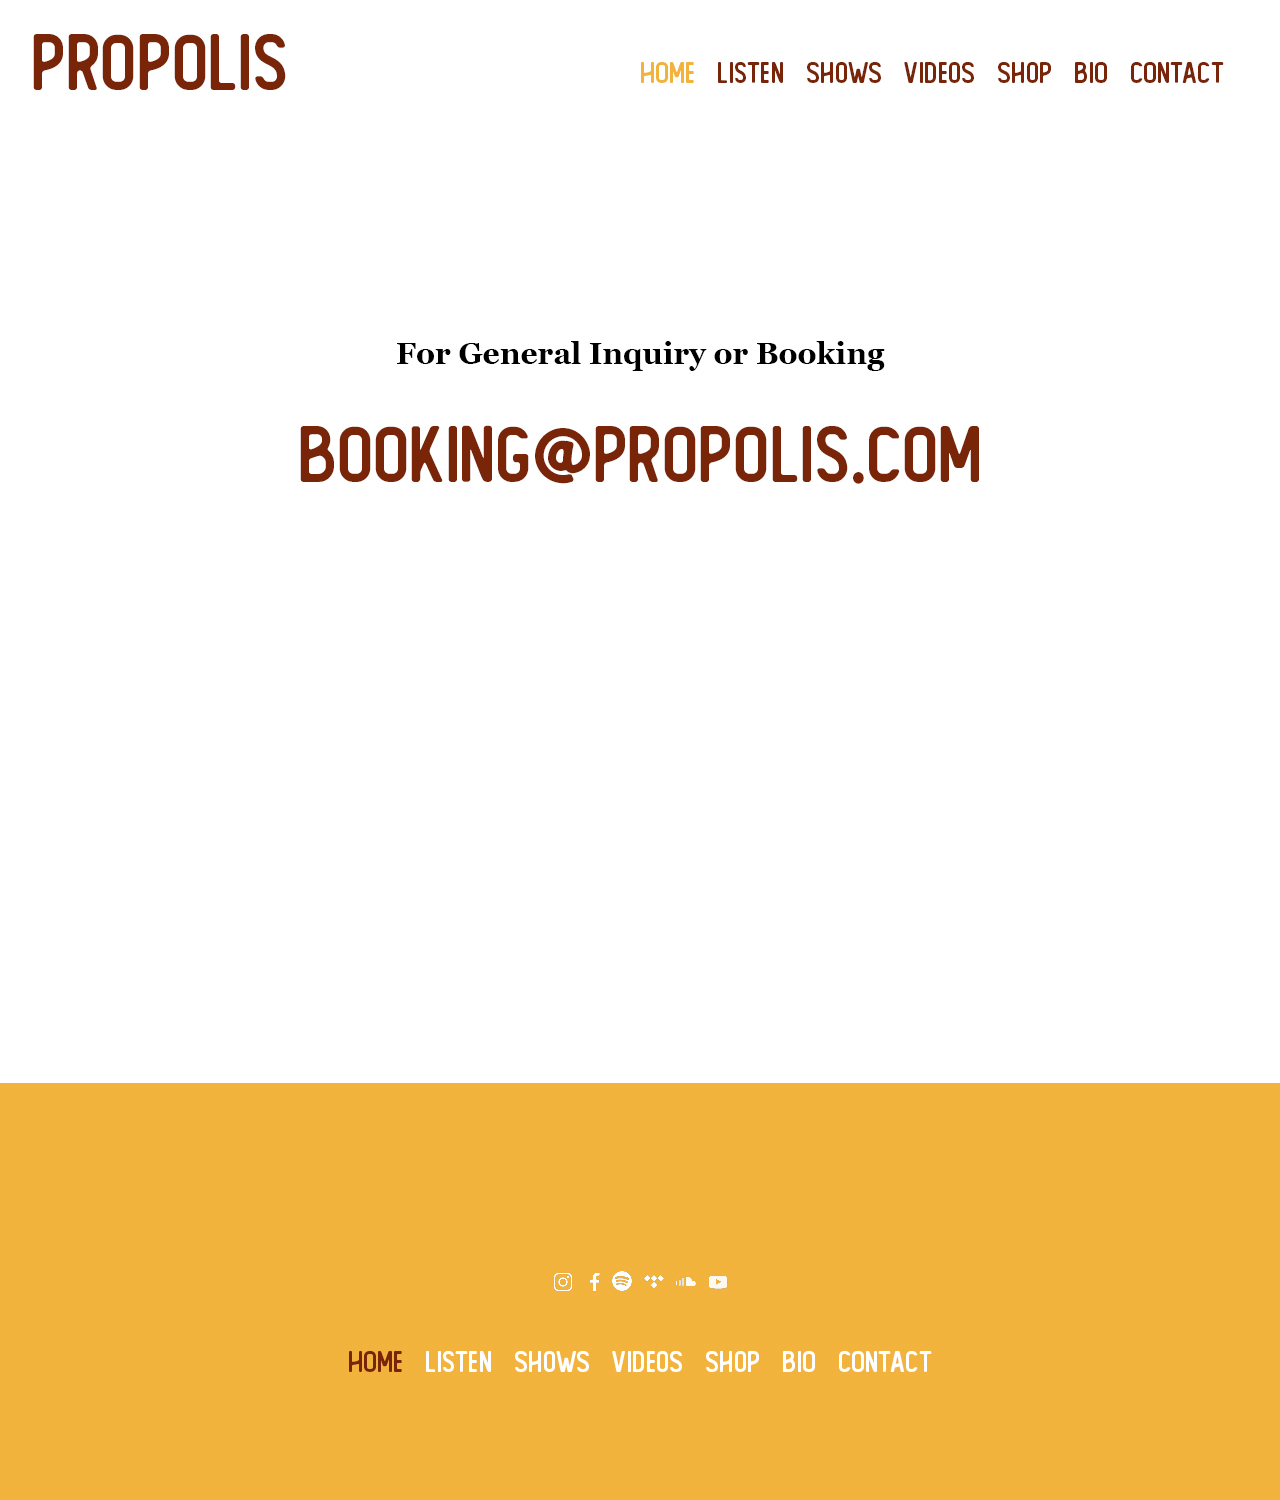 PROPOLIS
HOME LISTEN SHOWS VIDEOS SHOP BIO CONTACT
For General Inquiry or Booking
BOOKING@PROPOLIS.COM
HOME LISTEN SHOWS VIDEOS SHOP BIO CONTACT